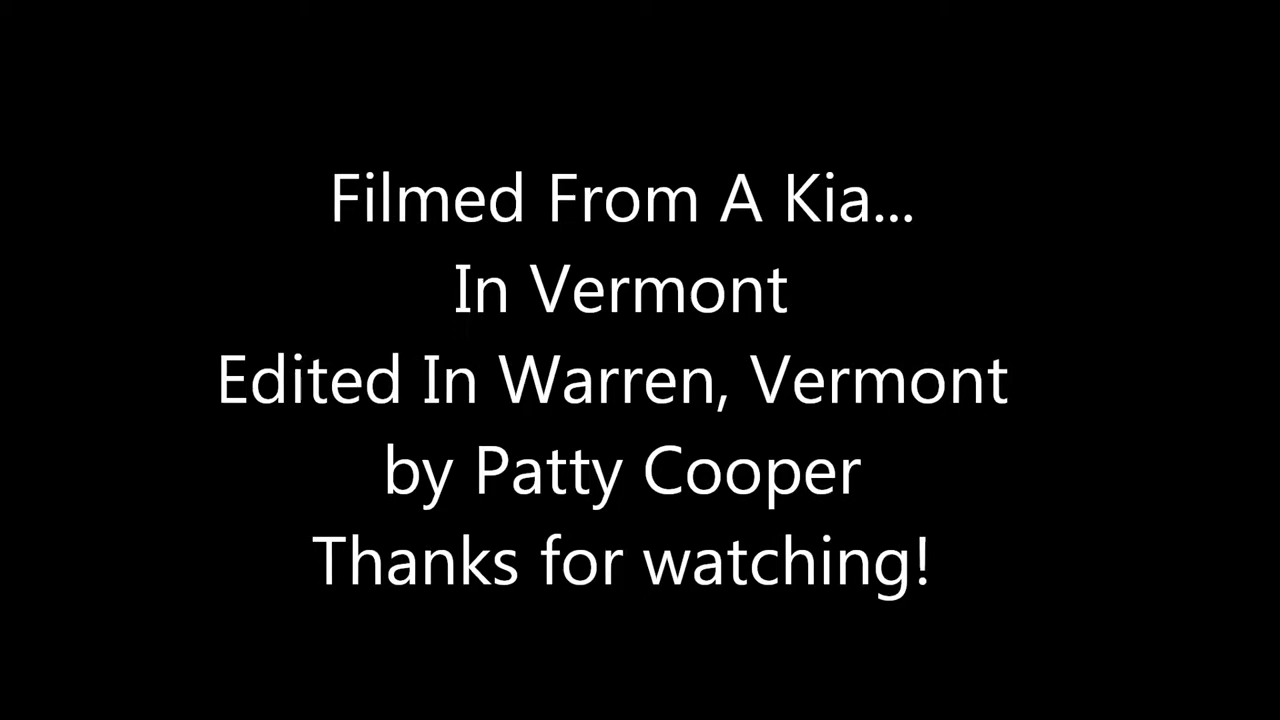 Filmed From A Kia...
In Vermont
Edited In Warren, Vermont
by Patty Cooper
Thanks for watching!